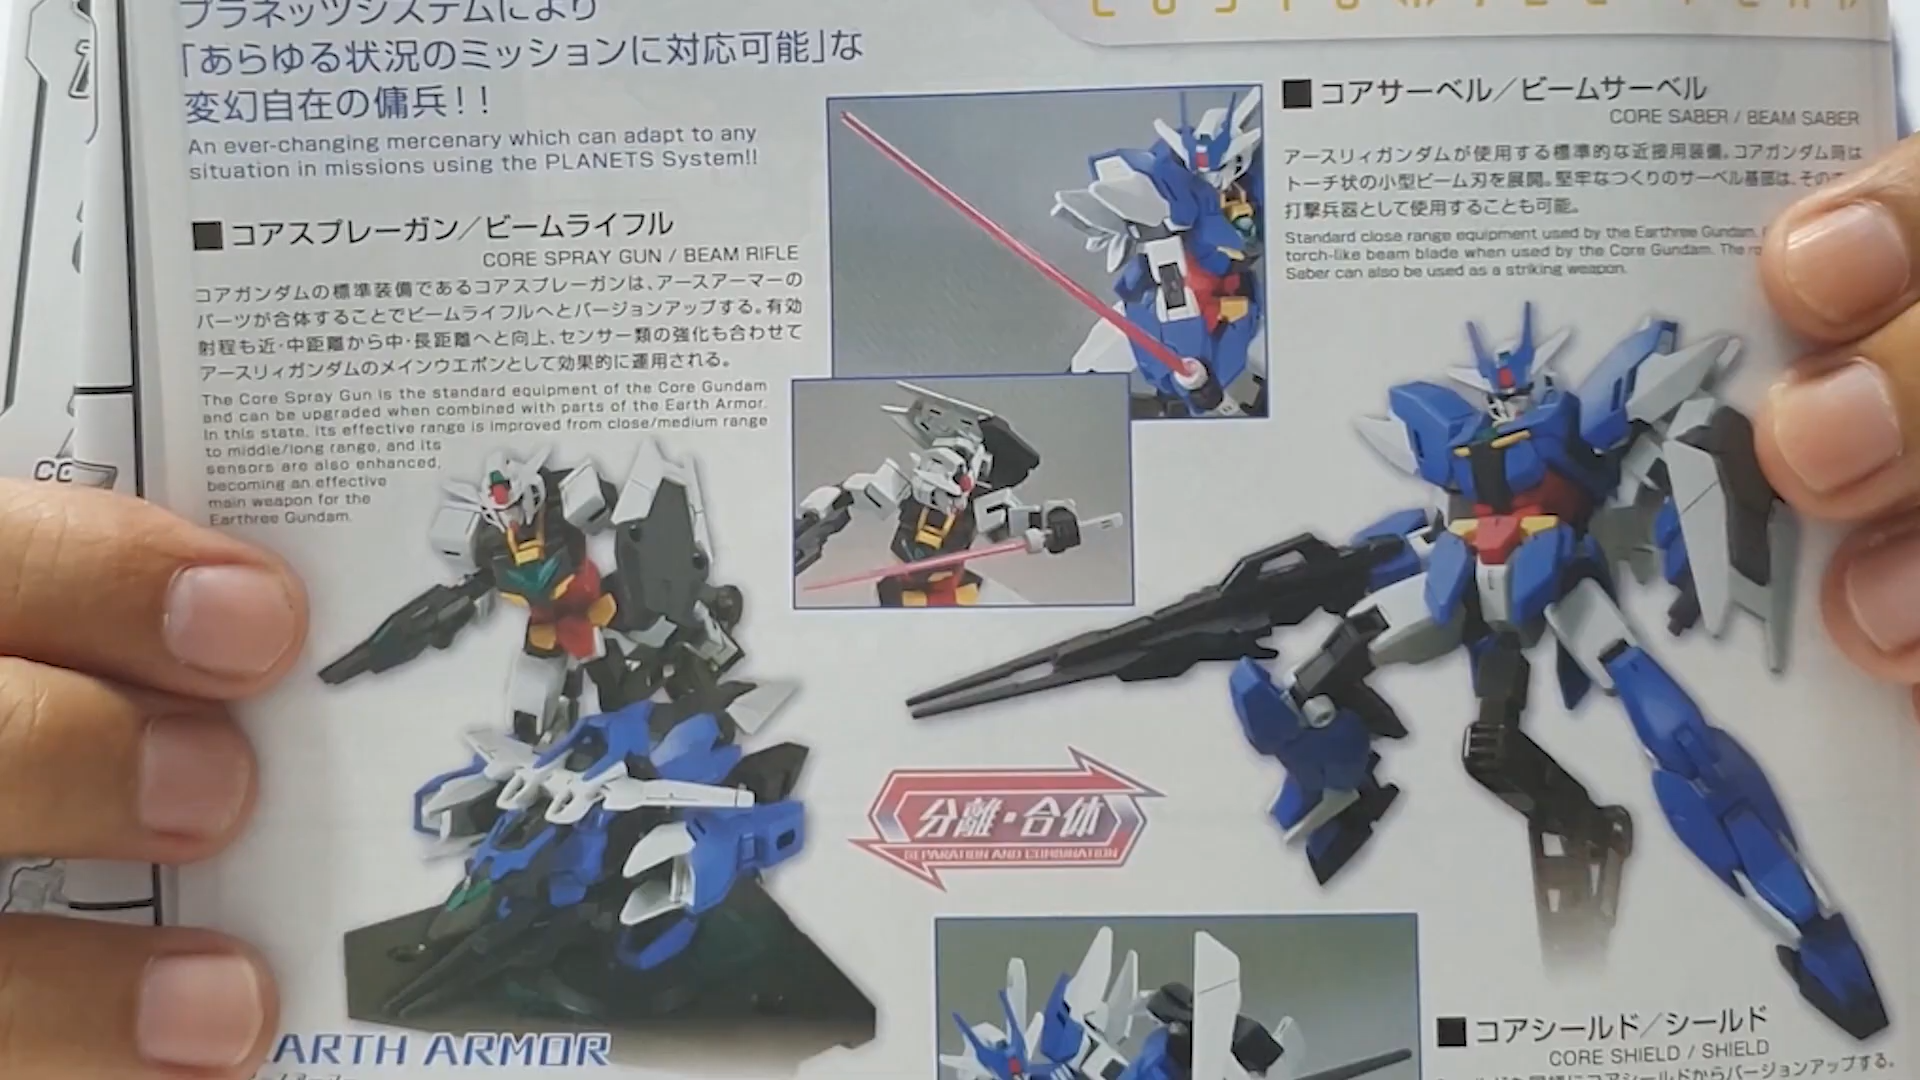 プラネッツシステムにより
「あらゆる状況のミッションに対応可能」な
変幻自在の傭兵！！
An ever-changing mercenary which can adapt to any
situation in missions using the PLANETS System!!
■コアスプレーガン／ビームライフル
CORE SPRAY GUN / BEAM RIFLE
コアガンダムの標準装備であるコアスプレーガンは、アースアーマーの
パーツが合体することでビームライフルへとバージョンアップする。有効
射程も近・中距離から中・長距離へと向上、センサー類の強化も合わせて
アースリィガンダムのメインウエポンとして効果的に運用される。
The Core Spray Gun is the standard equipment of the Core Gundam
and can be upgraded when combined with parts of the Earth Armor.
In this state, its effective range is improved from close/medium range
to middle/long range, and its
sensors are also enhanced,
becoming an effective
main weapon for the
Earthree Gundam.
■コアサーベル／ビームサーベル
CORE SABER / BEAM SABER
アースリィガンダムが使用する標準的な近接用装備。コアガンダム時は
トーチ状の小型ビーム刃を展開。堅牢なつくりのサーベル基部は、その
打撃兵器として使用することも可能。
Standard close range equipment used by the Earthree Gundam.
torch-like beam blade when used by the Core Gundam. The
Saber can also be used as a striking weapon.
分離・合体
SEPARATION AND COMBINATION
EARTH ARMOR
■コアシールド／シールド
CORE SHIELD / SHIELD
コアシールドからバージョンアップする。